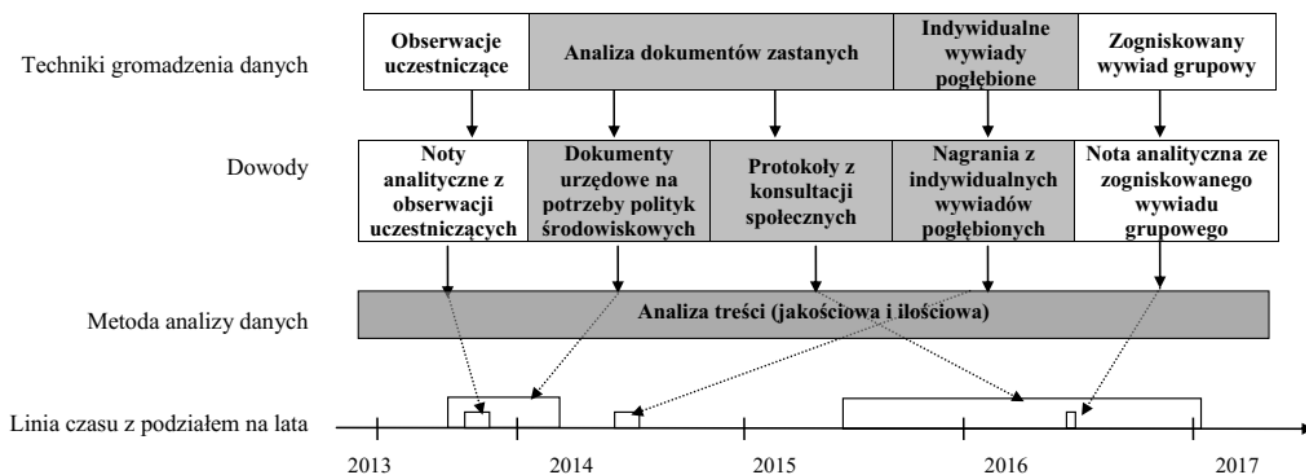 Techniki gromadzenia danych
Obserwacje
uczestniczące
Analiza dokumentów zastanych
Indywidualne
wywiady
pogłębione
Zogniskowany
wywiad grupowy
Dowody
Noty
analityczne z
obserwacji
uczestniczących
Dokumenty
urzędowe na
potrzeby polityk
środowiskowych
Protokoły z
konsultacji
społecznych
Nagrania z
indywidualnych
wywiadów
pogłębionych
Nota analityczna ze
zogniskowanego
wywiadu
grupowego
Metoda analizy danych
Analiza treści (jakościowa i ilościowa)
Linia czasu z podziałem na lata
2013
2014
2015
2016
2017